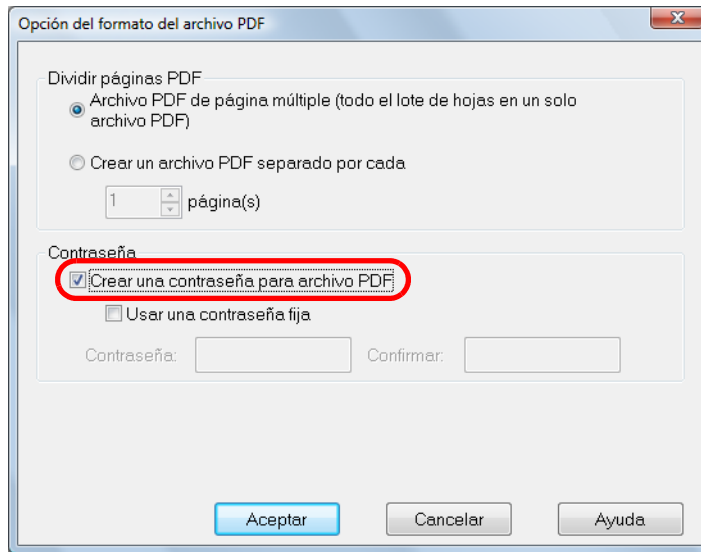 Opción del formato del archivo PDF
Dividir páginas PDF
Archivo PDF de página múltiple (todo el lote de hojas en un solo
archivo PDF)
Crear un archivo PDF separado por cada
1 página(s)
Contraseña
Crear una contraseña para archivo PDF
Usar una contraseña fija
Contraseña: Confirmar:
Aceptar Cancelar Ayuda